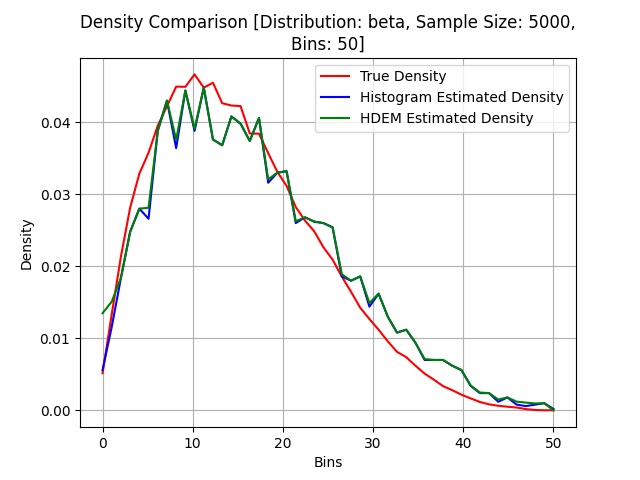 Density Comparison [Distribution: beta, Sample Size: 5000,
Bins: 50]
True Density
Histogram Estimated Density
HDEM Estimated Density
Density
0.04
0.03
0.02
0.01
0.00
0 10 20 30 40 50
Bins